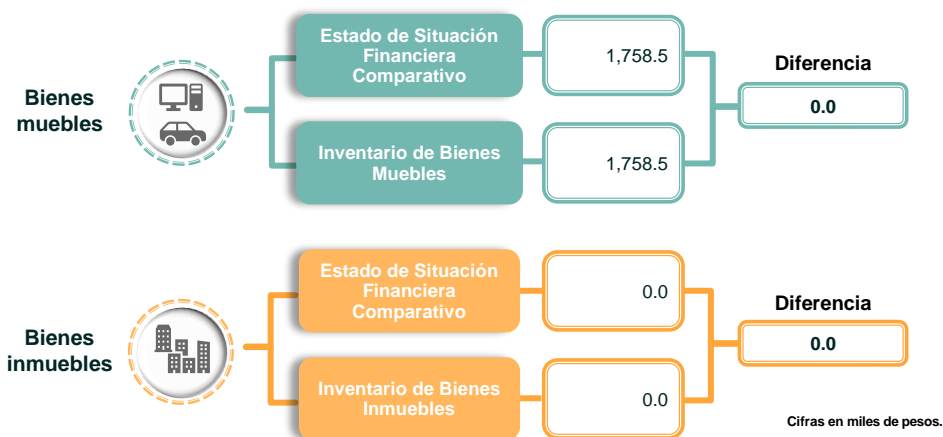 Bienes
muebles
Estado de Situación
Financiera
Comparativo
1,758.5
Inventario de Bienes
Muebles
1,758.5
Diferencia
0.0
Bienes
inmuebles
Estado de Situación
Financiera
Comparativo
0.0
Inventario de Bienes
Inmuebles
0.0
Diferencia
0.0
Cifras en miles de pesos.